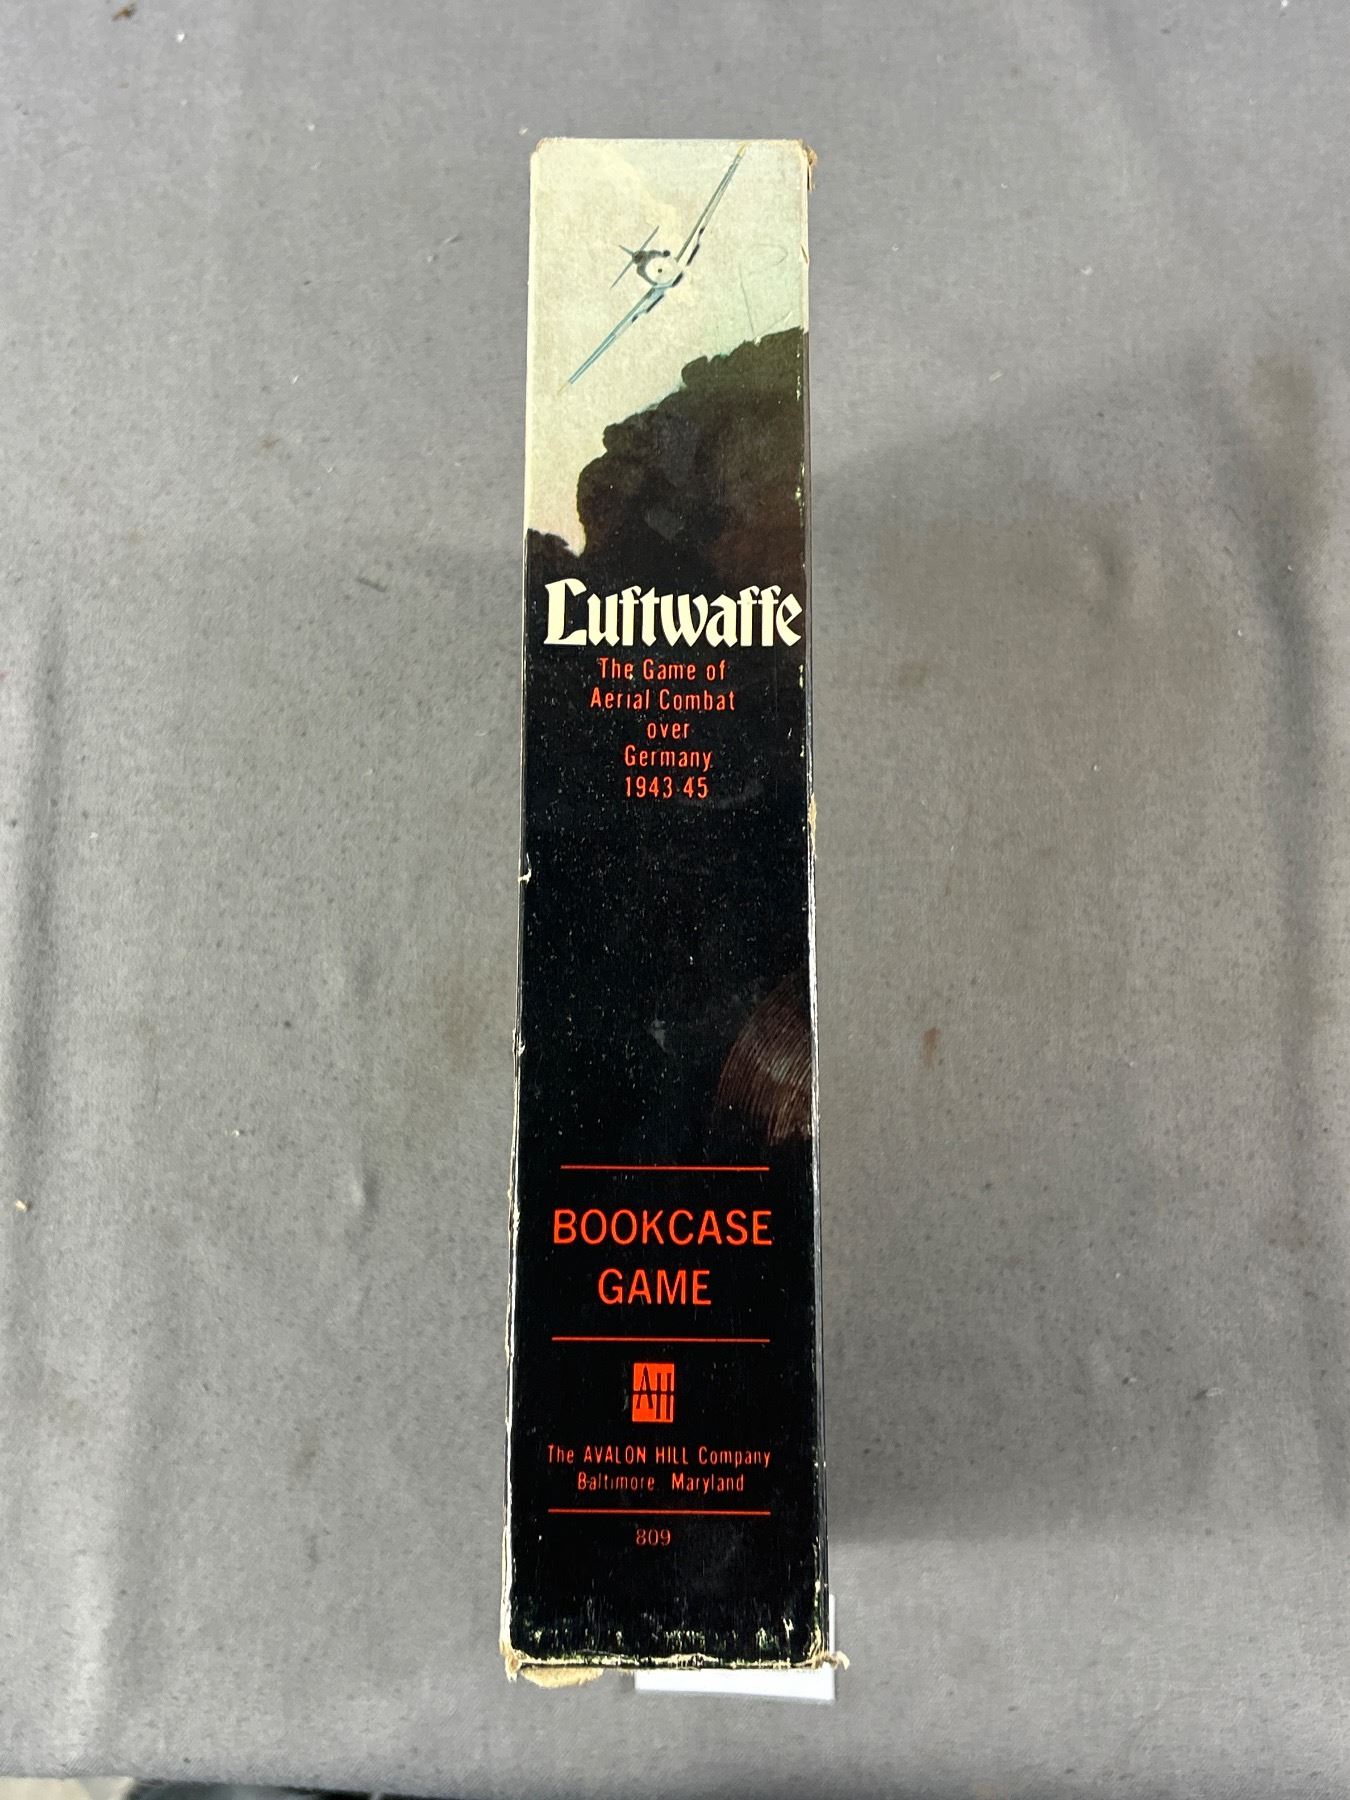 Luftwaffe
The Game of
Aerial Combat
over
Germany
1943-45
BOOKCASE
GAME
AH
The AVALON HILL Company
Baltimore, Maryland
809